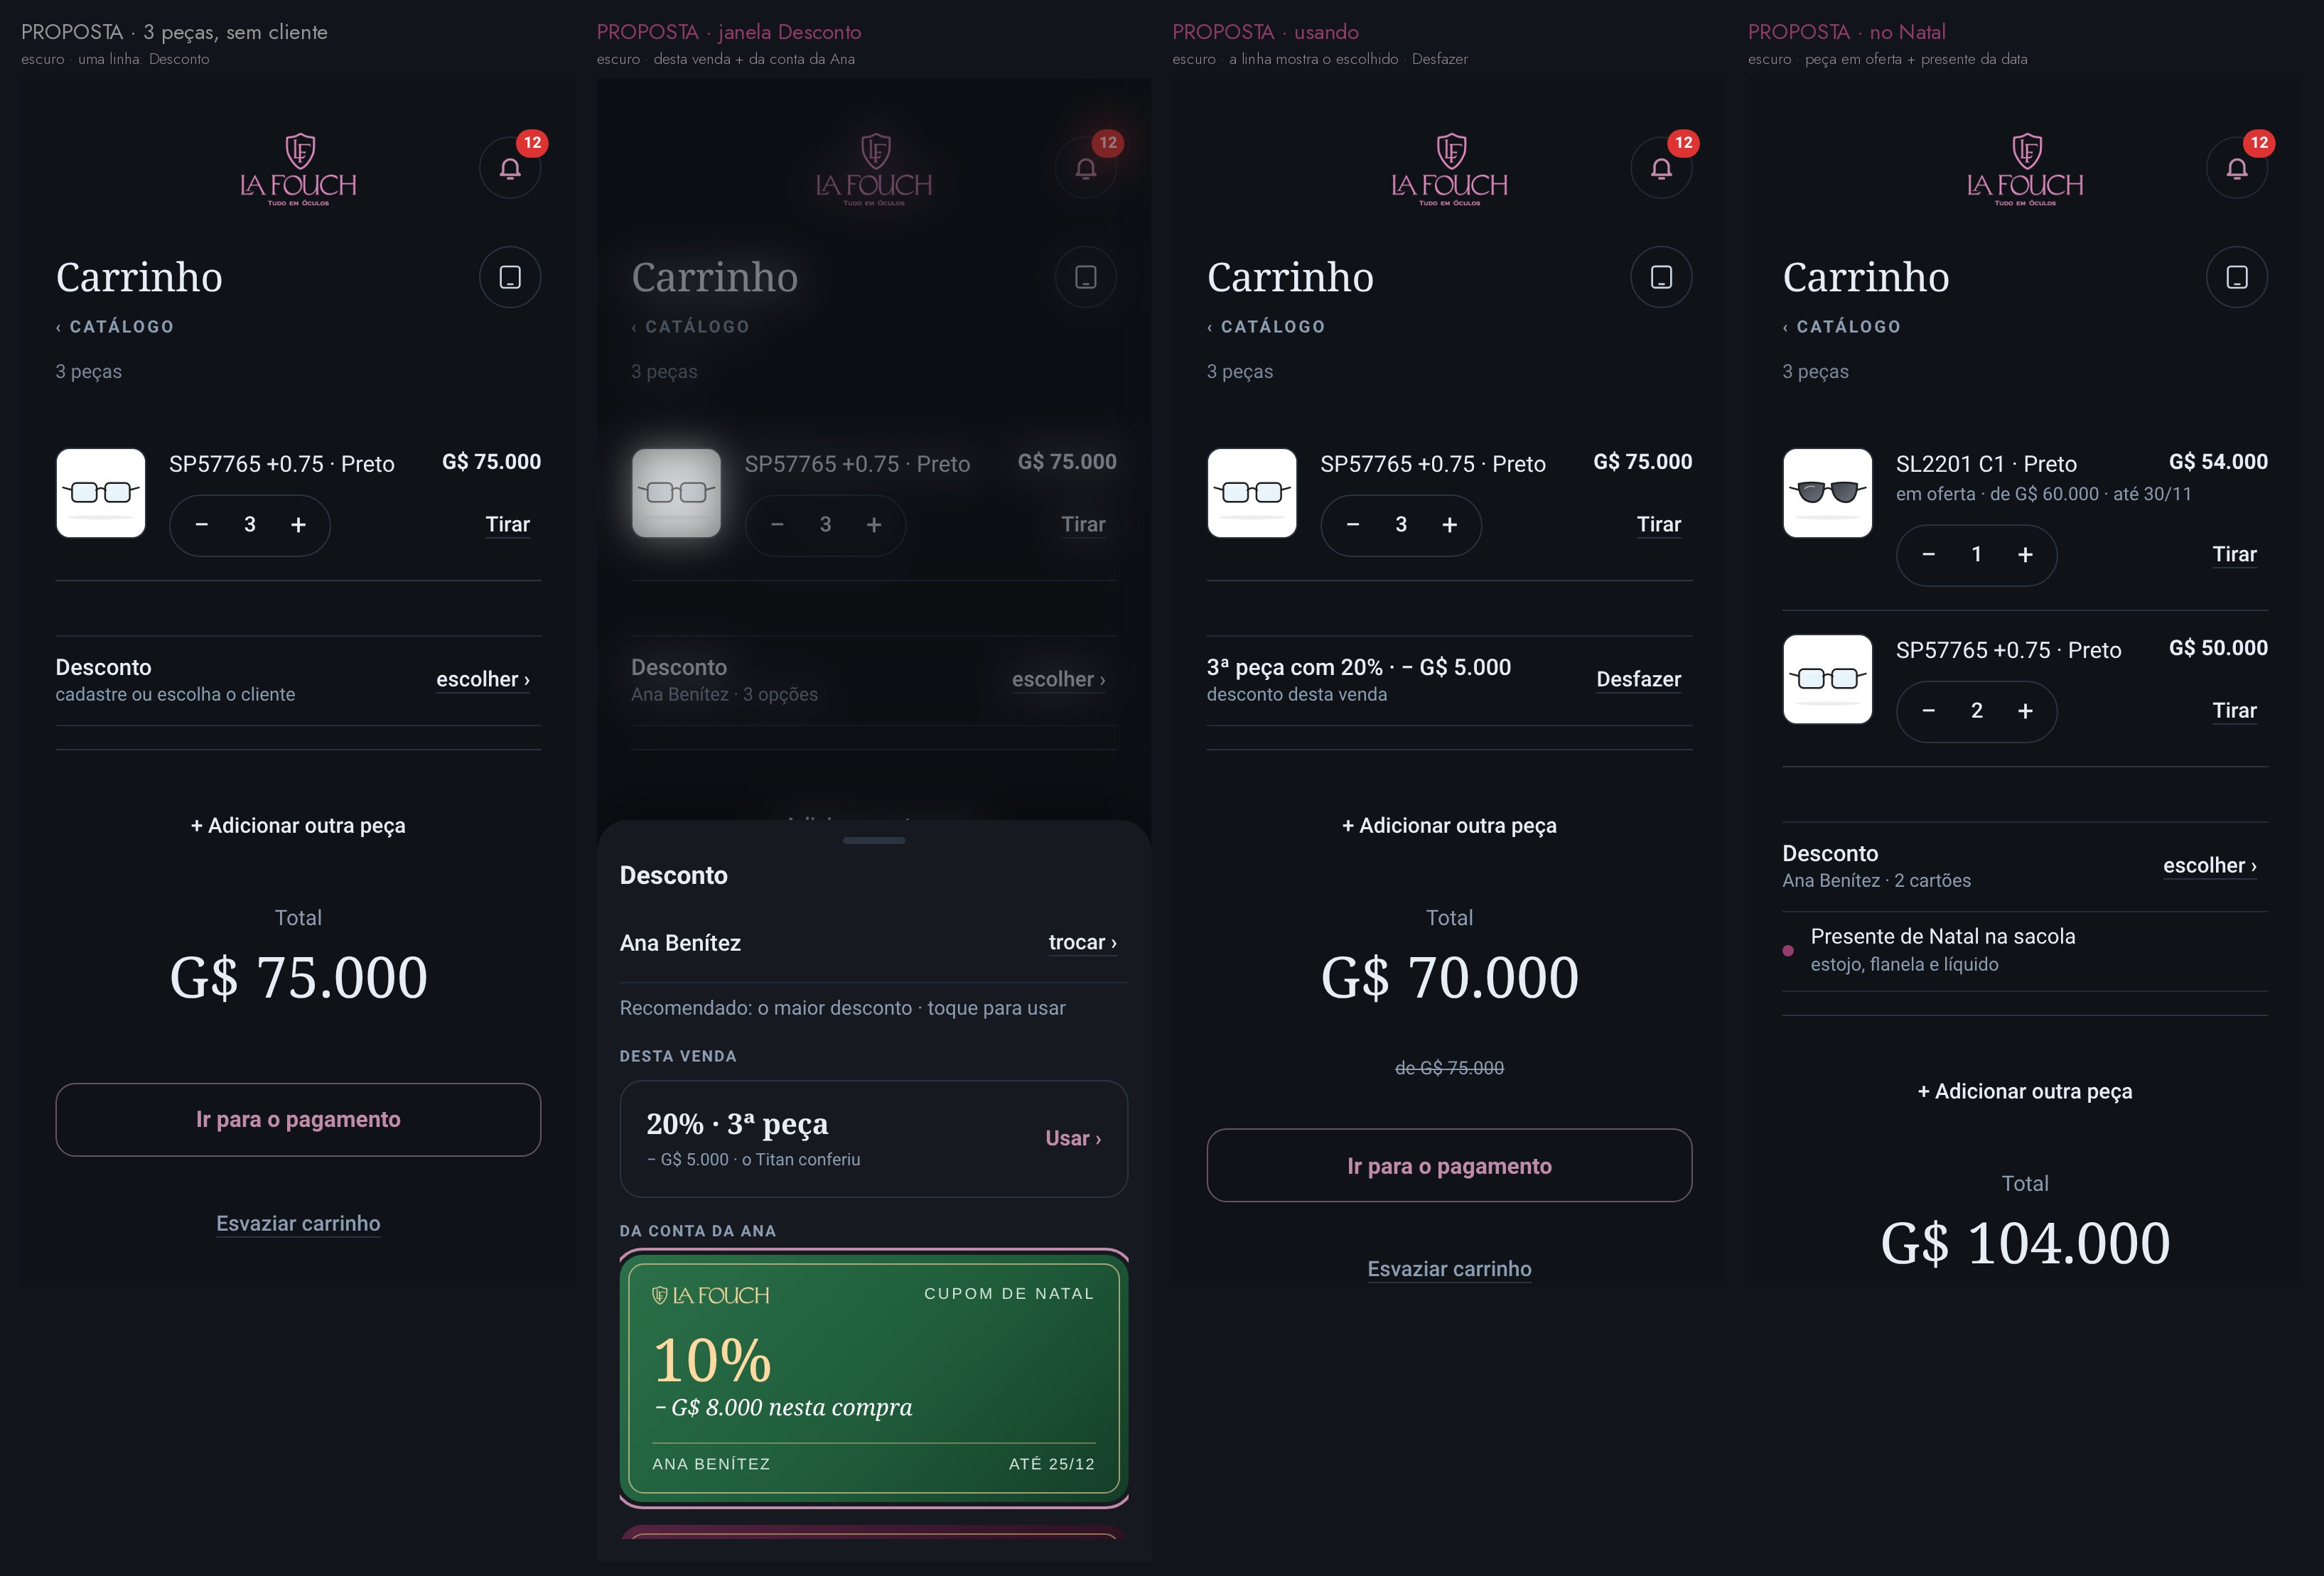 PROPOSTA · 3 peças, sem cliente
escuro · uma linha: Desconto
12
LF
LA FOUCH
TUDO EM ÓCULOS
Carrinho
‹ CATÁLOGO
3 peças
SP57765 +0.75 · Preto
G$ 75.000
− 3 +
Tirar
Desconto
cadastre ou escolha o cliente
escolher ›
+ Adicionar outra peça
Total
G$ 75.000
Ir para o pagamento
Esvaziar carrinho
PROPOSTA · janela Desconto
escuro · desta venda + da conta da Ana
12
LF
LA FOUCH
TUDO EM ÓCULOS
Carrinho
‹ CATÁLOGO
3 peças
SP57765 +0.75 · Preto
G$ 75.000
− 3 +
Tirar
Desconto
Ana Benítez · 3 opções
escolher ›
Desconto
Ana Benítez
trocar ›
Recomendado: o maior desconto · toque para usar
DESTA VENDA
20% · 3ª peça
− G$ 5.000 · o Titan conferiu
Usar ›
DA CONTA DA ANA
LF LA FOUCH
CUPOM DE NATAL
10%
− G$ 8.000 nesta compra
ANA BENÍTEZ
ATÉ 25/12
PROPOSTA · usando
escuro · a linha mostra o escolhido · Desfazer
12
LF
LA FOUCH
TUDO EM ÓCULOS
Carrinho
‹ CATÁLOGO
3 peças
SP57765 +0.75 · Preto
G$ 75.000
− 3 +
Tirar
3ª peça com 20% · − G$ 5.000
desconto desta venda
Desfazer
+ Adicionar outra peça
Total
G$ 70.000
de G$ 75.000
Ir para o pagamento
Esvaziar carrinho
PROPOSTA · no Natal
escuro · peça em oferta + presente da data
12
LF
LA FOUCH
TUDO EM ÓCULOS
Carrinho
‹ CATÁLOGO
3 peças
SL2201 C1 · Preto
G$ 54.000
em oferta · de G$ 60.000 · até 30/11
− 1 +
Tirar
SP57765 +0.75 · Preto
G$ 50.000
− 2 +
Tirar
Desconto
Ana Benítez · 2 cartões
escolher ›
Presente de Natal na sacola
estojo, flanela e líquido
+ Adicionar outra peça
Total
G$ 104.000